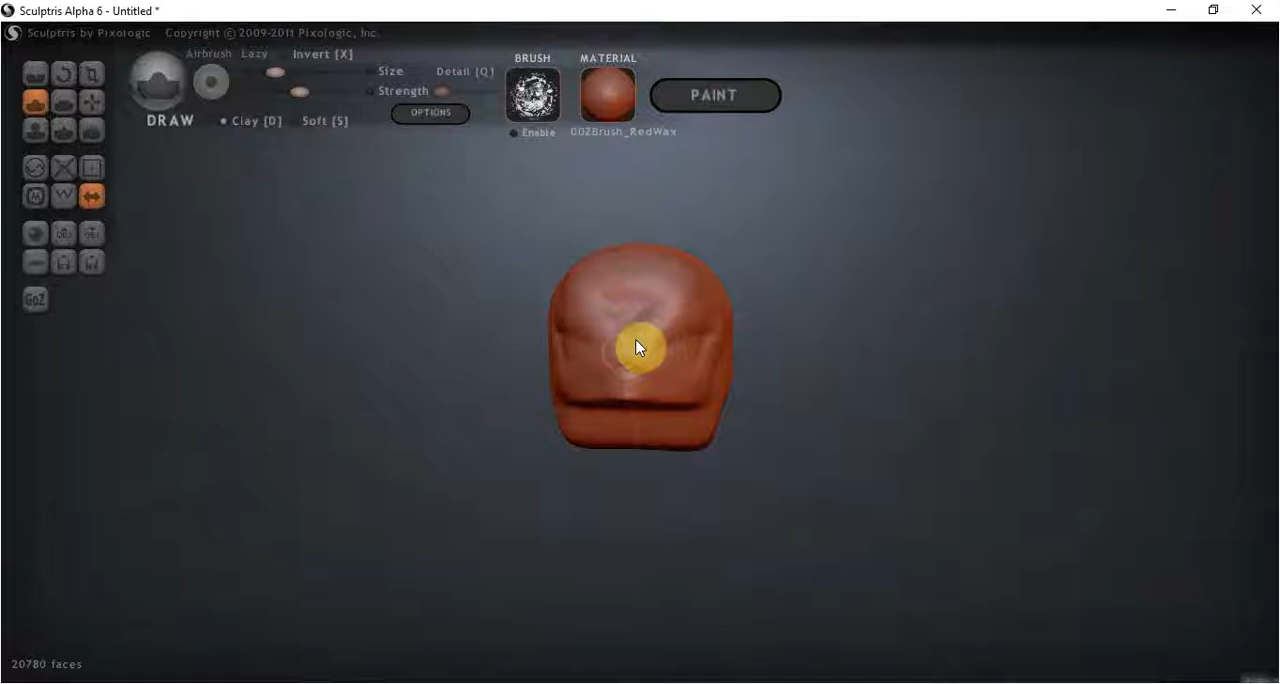 Sculptris Alpha 6 - Untitled *
Sculptris by Pixologic Copyright © 2009-2011 Pixologic, Inc.
Airbrush Lazy Invert [X]
Size Detail [Q]
Strength
DRAW
Clay [D] Soft [S]
OPTIONS
BRUSH MATERIAL
Enable 00ZBrush_RedWax
PAINT
GoZ
20780 faces